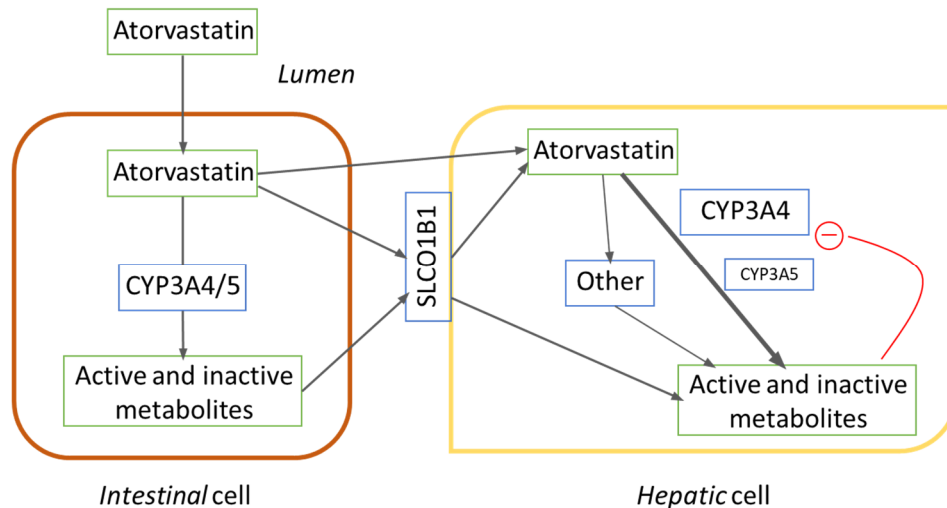 Atorvastatin
Lumen
Atorvastatin
CYP3A4/5
Active and inactive
metabolites
SLCO1B1
Atorvastatin
CYP3A4
CYP3A5
Other
Active and inactive
metabolites
Intestinal cell
Hepatic cell